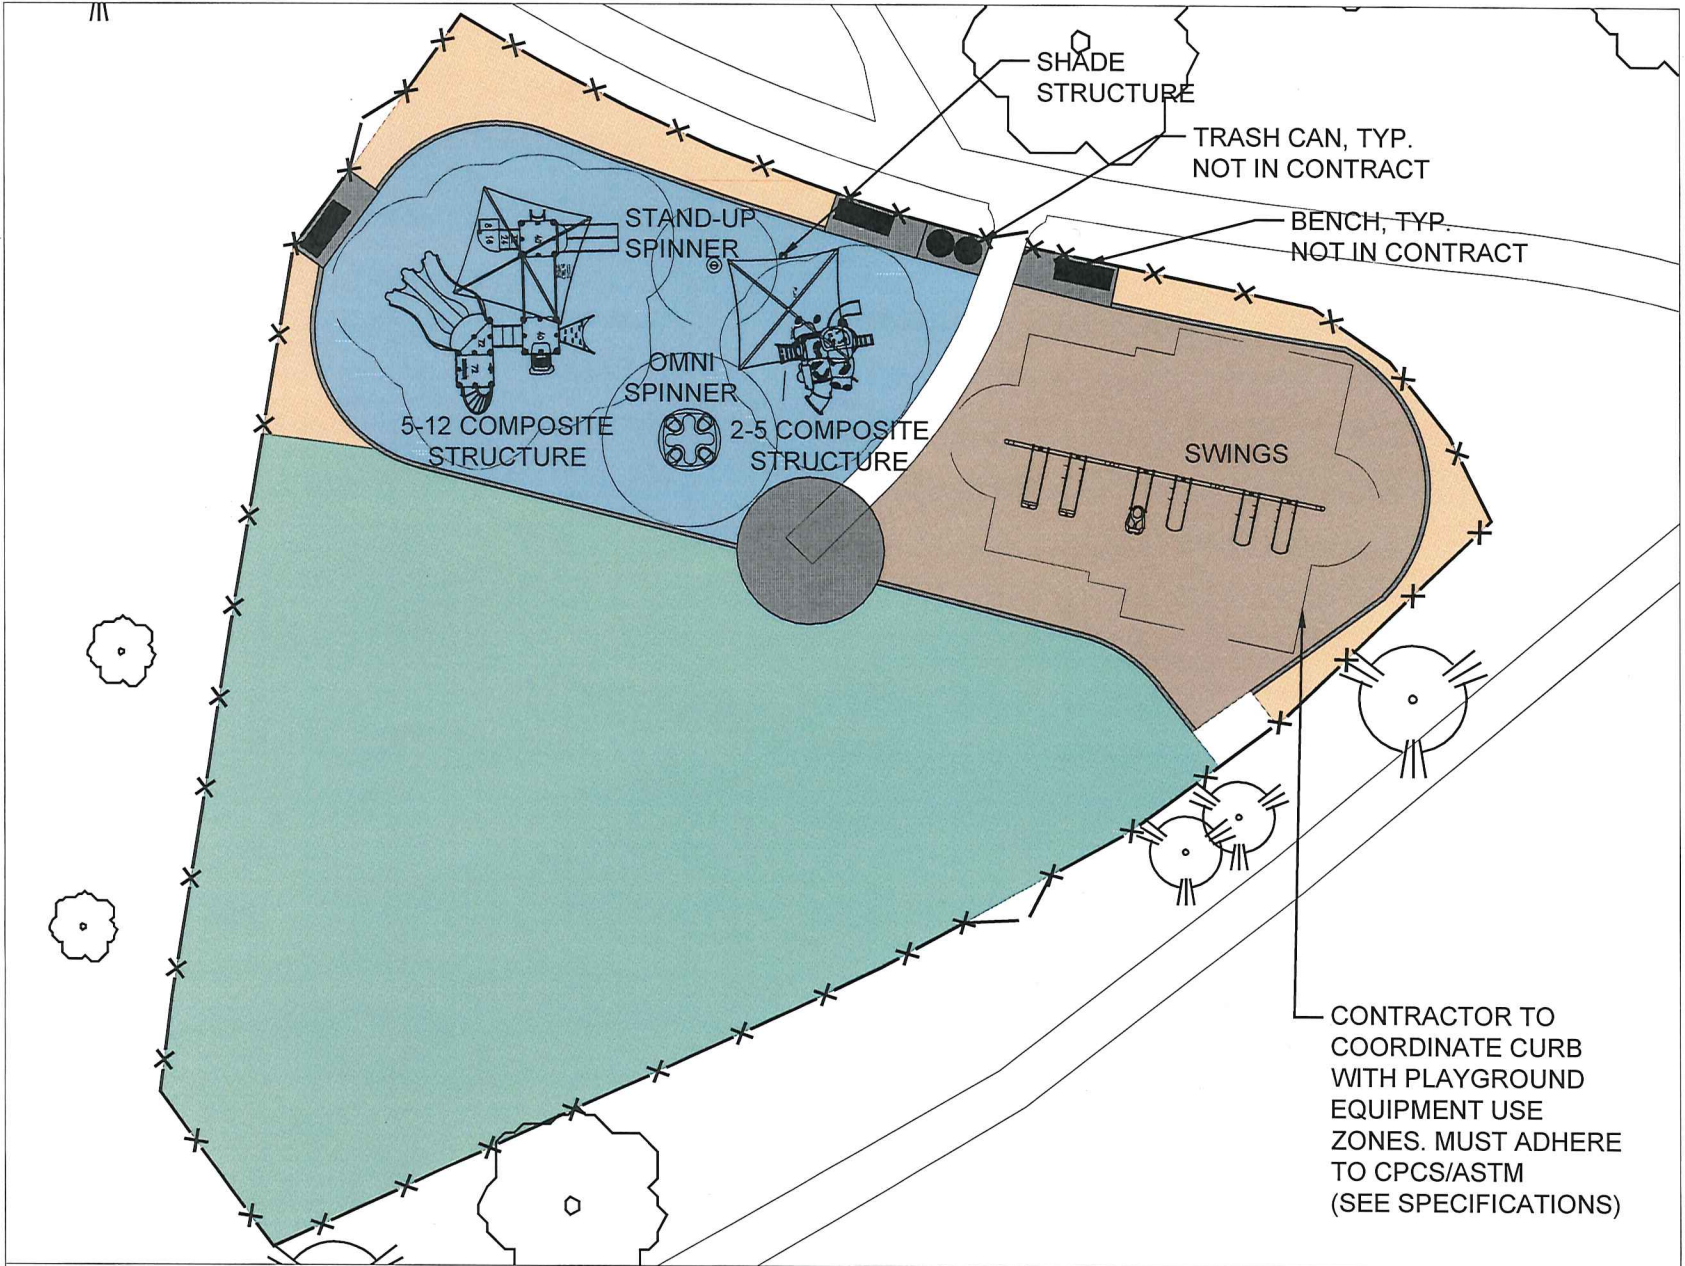 SHADE
STRUCTURE
TRASH CAN, TYP.
NOT IN CONTRACT
BENCH, TYP.
NOT IN CONTRACT
STAND-UP
SPINNER
OMNI
SPINNER
5-12 COMPOSITE
STRUCTURE
2-5 COMPOSITE
STRUCTURE
SWINGS
CONTRACTOR TO
COORDINATE CURB
WITH PLAYGROUND
EQUIPMENT USE
ZONES. MUST ADHERE
TO CPCS/ASTM
(SEE SPECIFICATIONS)